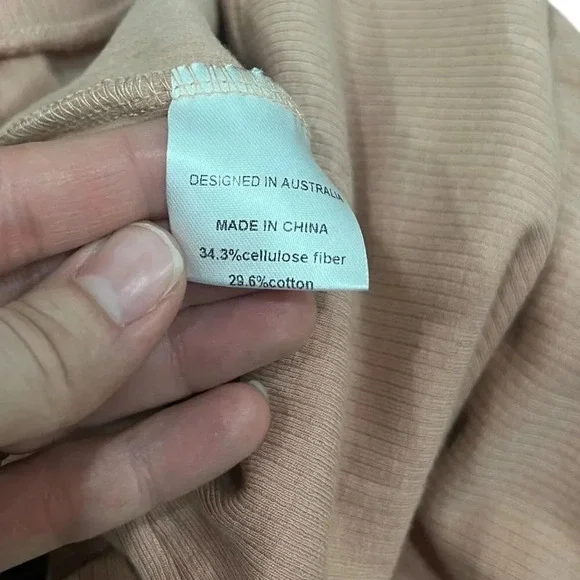 DESIGNED IN AUSTRALIA
MADE IN CHINA
34.3%cellulose fiber
29.6%cotton